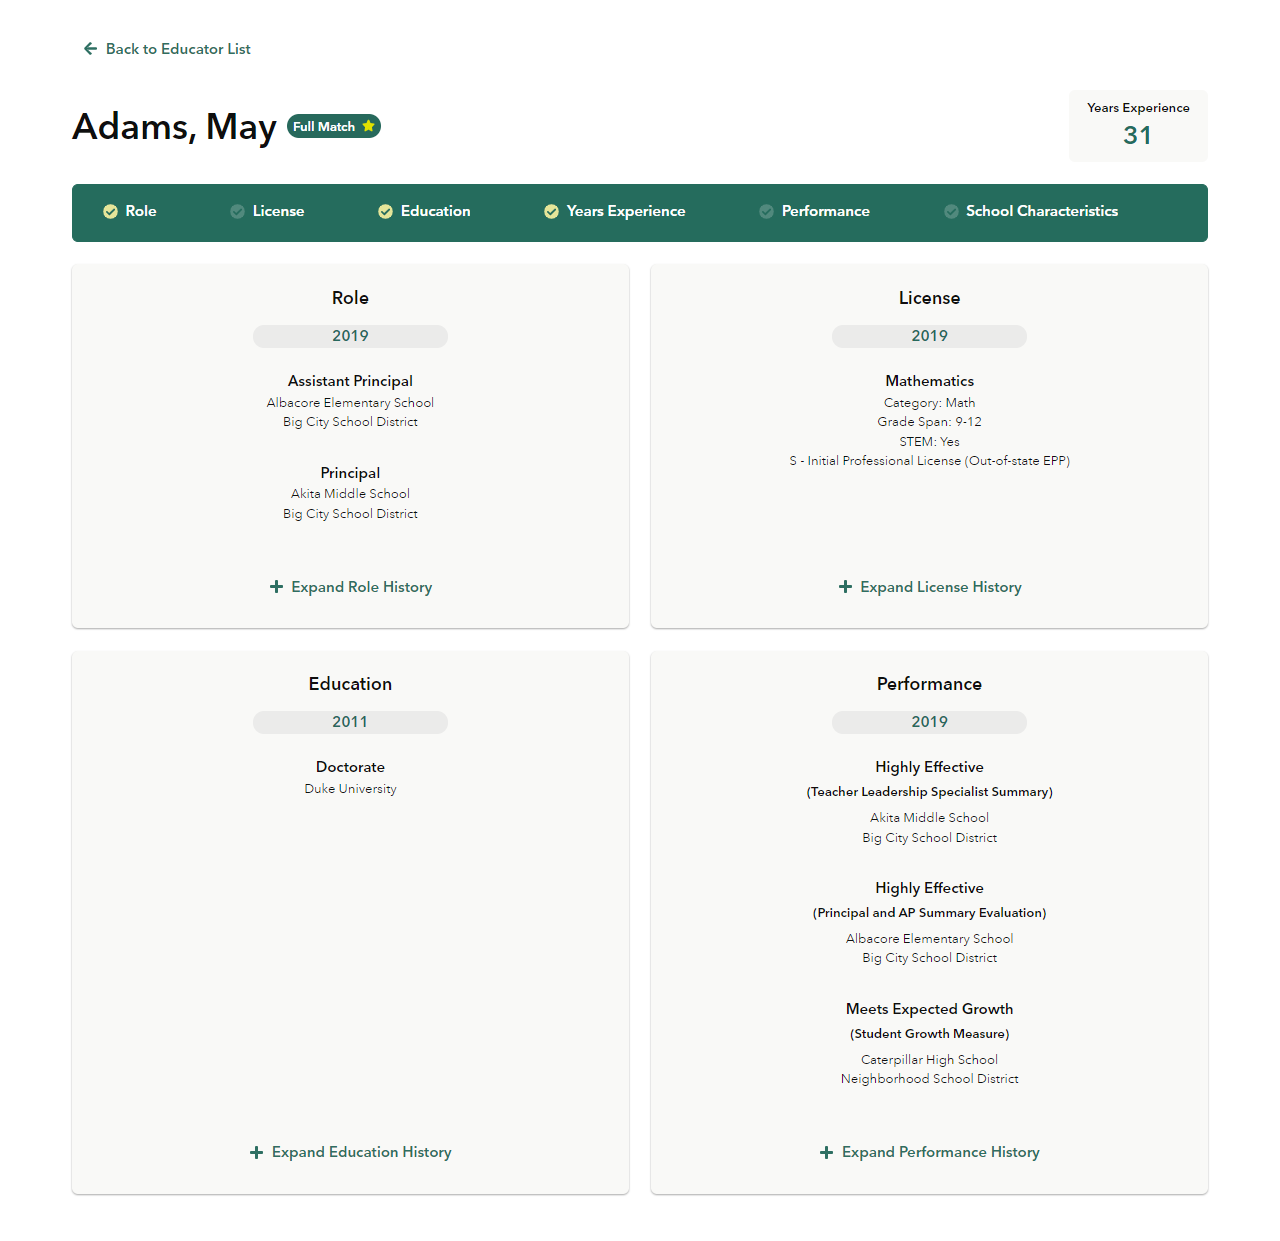 Back to Educator List
Adams, May
Full Match
Years Experience
31
Role
License
Education
Years Experience
Performance
School Characteristics
Role
2019
Assistant Principal
Albacore Elementary School
Big City School District
Principal
Akita Middle School
Big City School District
Expand Role History
License
2019
Mathematics
Category: Math
Grade Span: 9-12
STEM: Yes
S - Initial Professional License (Out-of-state EPP)
Expand License History
Education
2011
Doctorate
Duke University
Expand Education History
Performance
2019
Highly Effective
(Teacher Leadership Specialist Summary)
Akita Middle School
Big City School District
Highly Effective
(Principal and AP Summary Evaluation)
Albacore Elementary School
Big City School District
Meets Expected Growth
(Student Growth Measure)
Caterpillar High School
Neighborhood School District
Expand Performance History